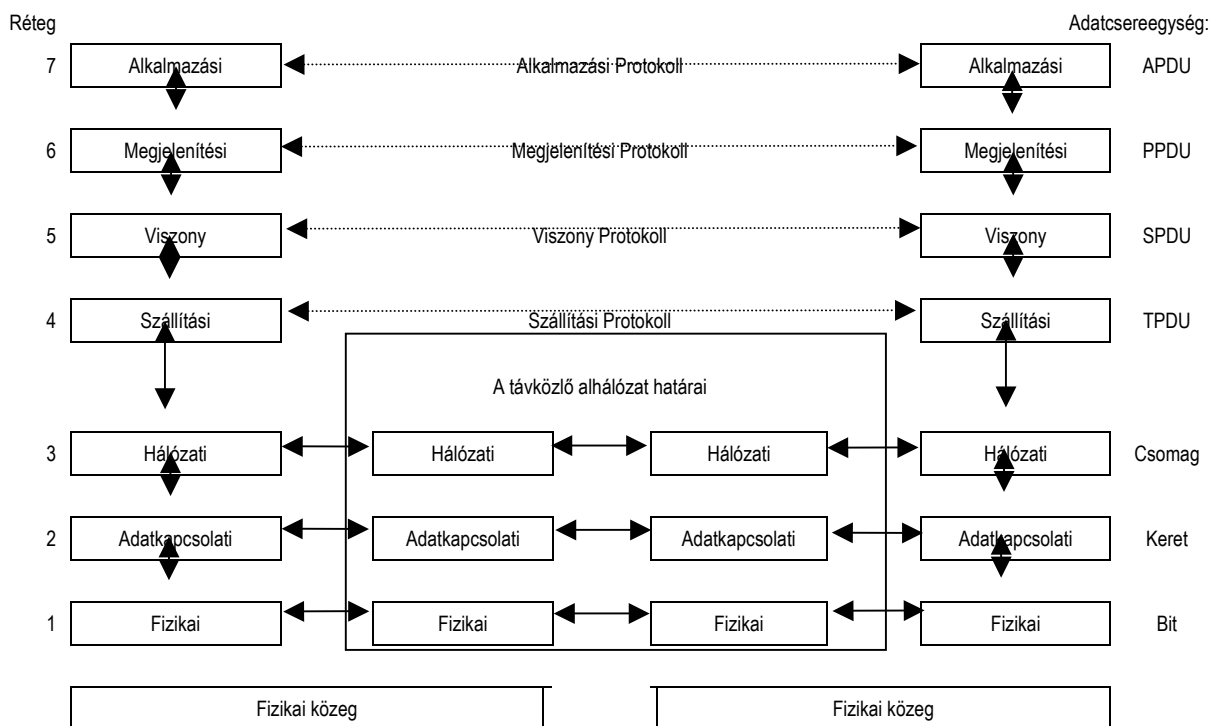 Réteg Adatcsereegység:
7 Alkalmazási Alkalmazási Protokoll Alkalmazási APDU
6 Megjelenítési Megjelenítési Protokoll Megjelenítési PPDU
5 Viszony Viszony Protokoll Viszony SPDU
4 Szállítási Szállítási Protokoll Szállítási TPDU
A távközlő alhálózat határai
3 Hálózati Hálózati Hálózati Hálózati Csomag
2 Adatkapcsolati Adatkapcsolati Adatkapcsolati Adatkapcsolati Keret
1 Fizikai Fizikai Fizikai Fizikai Bit
Fizikai közeg Fizikai közeg